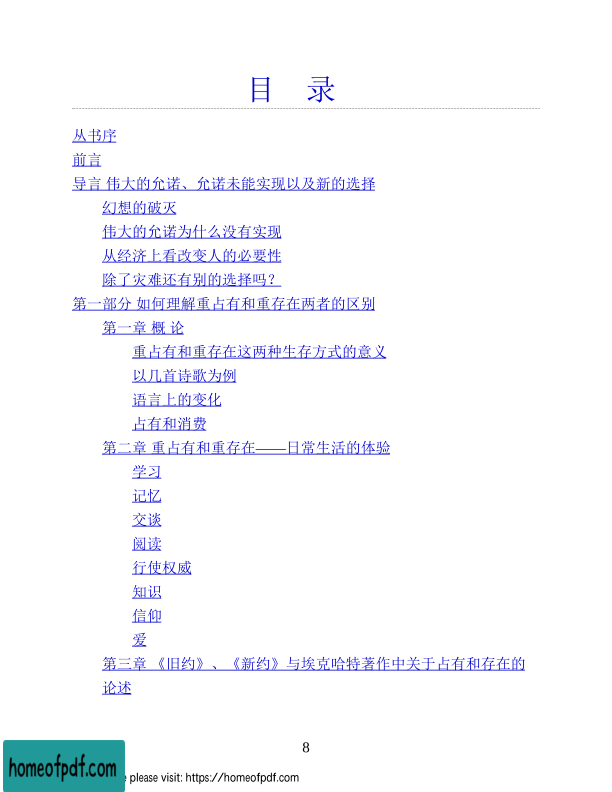 目 录
丛书序
前言
导言 伟大的允诺、允诺未能实现以及新的选择
幻想的破灭
伟大的允诺为什么没有实现
从经济上看改变人的必要性
除了灾难还有别的选择吗？
第一部分 如何理解重占有和重存在两者的区别
第一章 概 论
重占有和重存在这两种生存方式的意义
以几首诗歌为例
语言上的变化
占有和消费
第二章 重占有和重存在——日常生活的体验
学习
记忆
交谈
阅读
行使权威
知识
信仰
爱
第三章 《旧约》、《新约》与埃克哈特著作中关于占有和存在的
论述
8
homeofpdf.com
please visit: https://homeofpdf.com